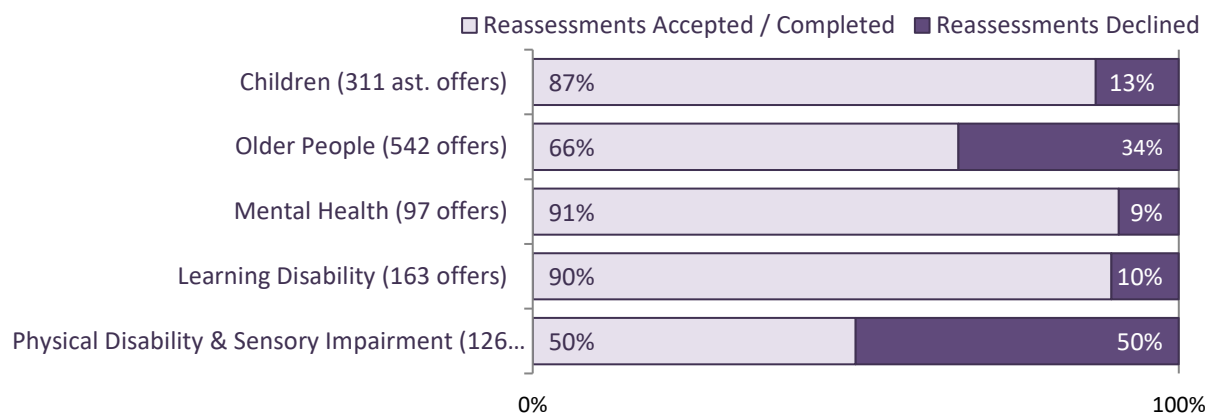 Reassessments Accepted / Completed Reassessments Declined
Children (311 ast. offers) 87% 13%
Older People (542 offers) 66% 34%
Mental Health (97 offers) 91% 9%
Learning Disability (163 offers) 90% 10%
Physical Disability & Sensory Impairment (126... 50% 50%
0% 100%